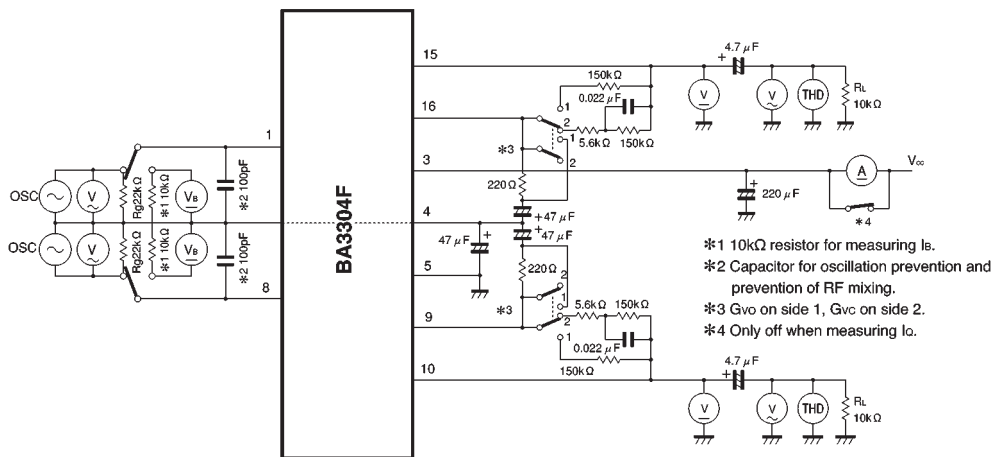 4.7 μF
+
15
150kΩ
V
V
THD
RL
10kΩ
0.022 μF
16
1
2
1
2
5.6kΩ
150kΩ
1
*3
3
A
Vcc
220Ω
+
220 μF
*4
OSC
V
Rg22kΩ
*1 10kΩ
VB
*2 100pF
+47 μF
BA3304F
4
+47 μF
47 μF
+
OSC
V
Rg22kΩ
*1 10kΩ
VB
*2 100pF
5
220Ω
8
2
1
2
1
5.6kΩ
150kΩ
*3
9
0.022 μF
150kΩ
10
4.7 μF
+
V
V
THD
RL
10kΩ
*1 10kΩ resistor for measuring IB.
*2 Capacitor for oscillation prevention and
prevention of RF mixing.
*3 GVO on side 1, GVC on side 2.
*4 Only off when measuring IQ.